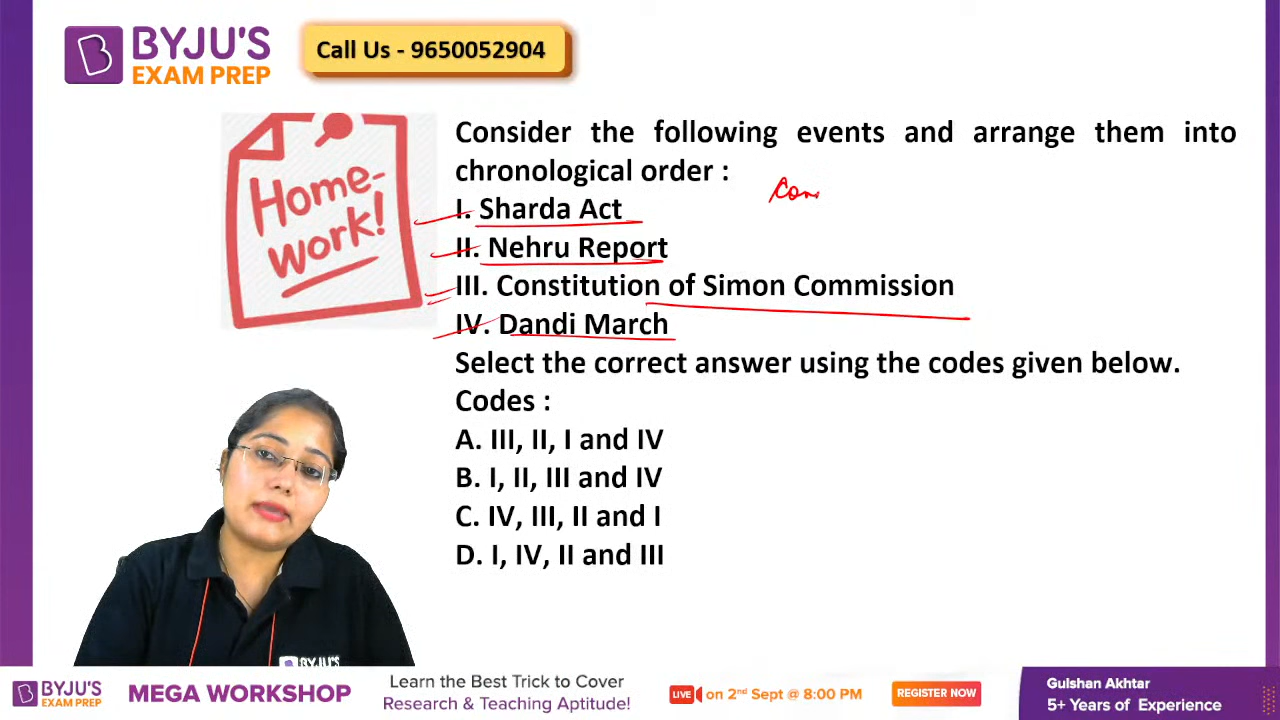 BYJU'S
EXAM PREP
Call Us - 9650052904
Home-
work!
Consider the following events and arrange them into
chronological order :
I. Sharda Act
II. Nehru Report
III. Constitution of Simon Commission
IV. Dandi March
Select the correct answer using the codes given below.
Codes :
A. III, II, I and IV
B. I, II, III and IV
C. IV, III, II and I
D. I, IV, II and III
Con
BYJU'S
BYJU'S
EXAM PREP
MEGA WORKSHOP
Learn the Best Trick to Cover
Research & Teaching Aptitude!
LIVE on 2nd Sept @ 8:00 PM
REGISTER NOW
Gulshan Akhtar
5+ Years of Experience